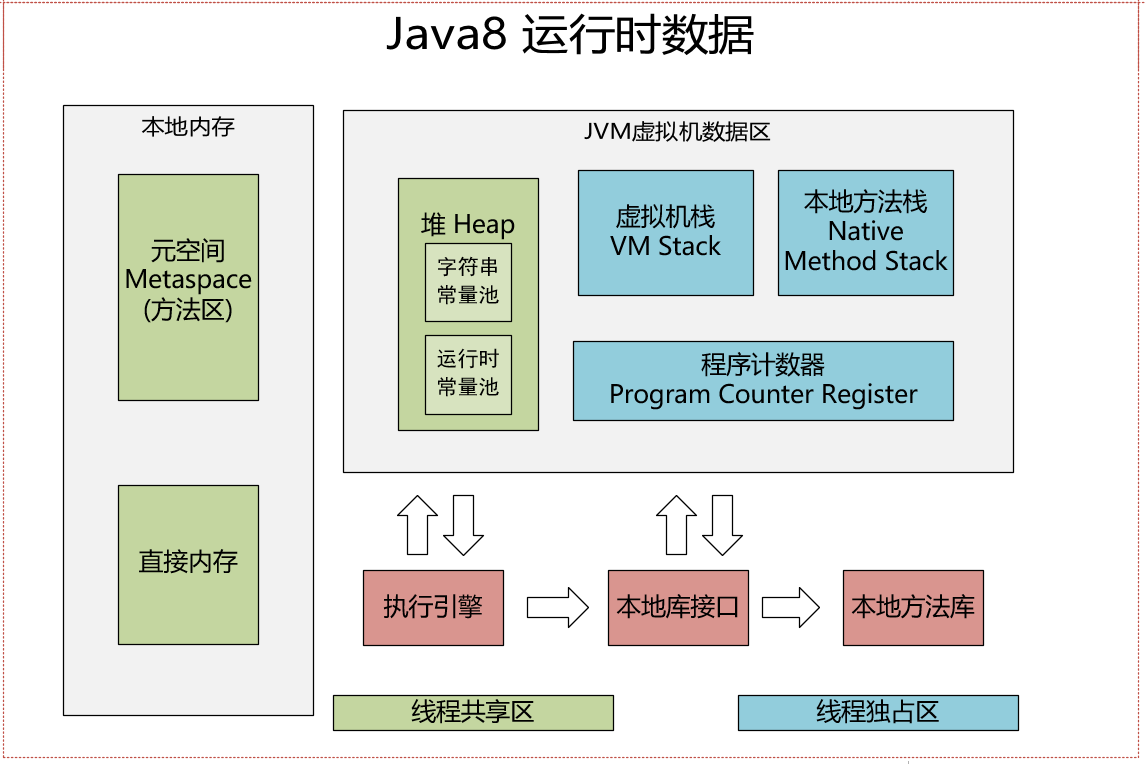 Java8 运行时数据
本地内存
元空间
Metaspace
(方法区)
直接内存
JVM虚拟机数据区
堆 Heap
字符串
常量池
运行时
常量池
虚拟机栈
VM Stack
本地方法栈
Native
Method Stack
程序计数器
Program Counter Register
执行引擎
本地库接口
本地方法库
线程共享区
线程独占区